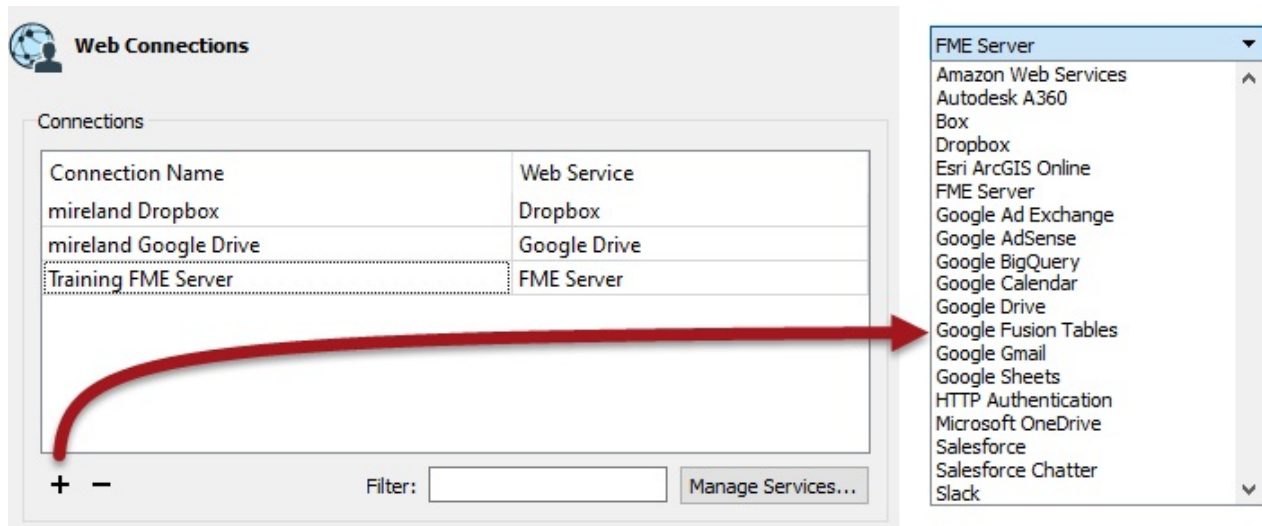 Web Connections
Connections
Connection Name Web Service
mireland Dropbox Dropbox
mireland Google Drive Google Drive
Training FME Server FME Server
+ −
Filter:
Manage Services...
FME Server
Amazon Web Services
Autodesk A360
Box
Dropbox
Esri ArcGIS Online
FME Server
Google Ad Exchange
Google AdSense
Google BigQuery
Google Calendar
Google Drive
Google Fusion Tables
Google Gmail
Google Sheets
HTTP Authentication
Microsoft OneDrive
Salesforce
Salesforce Chatter
Slack